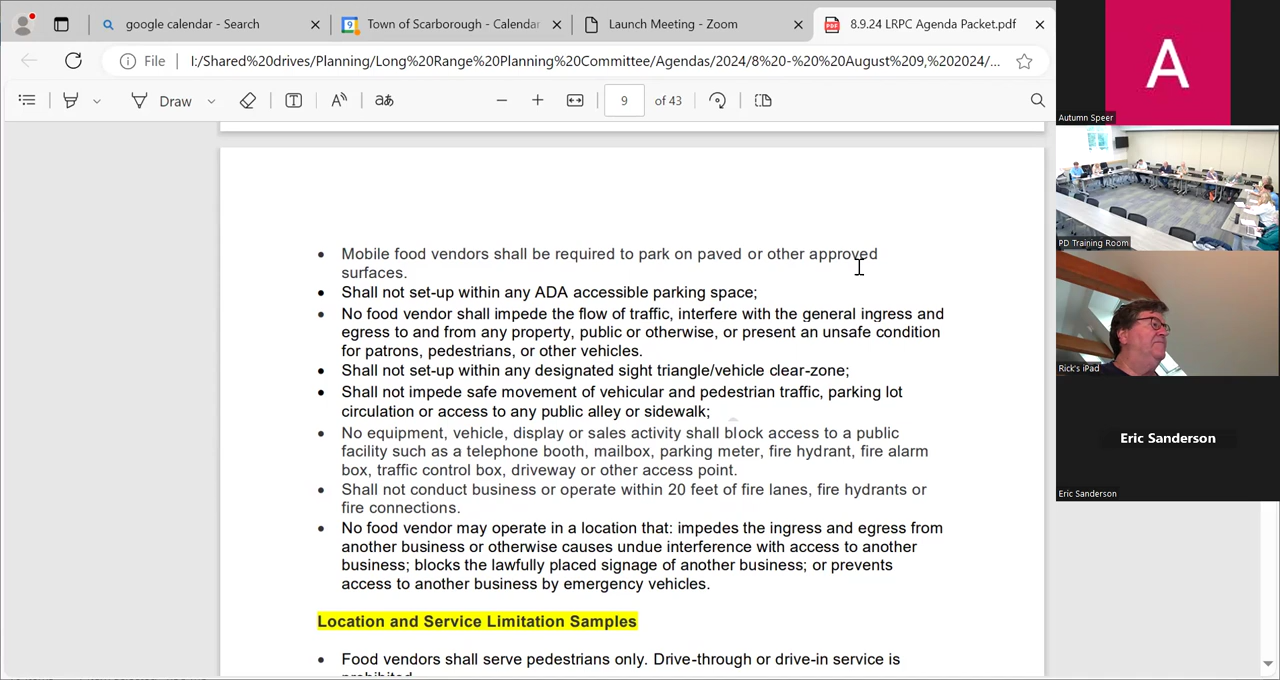 google calendar - Search
Town of Scarborough - Calendar
Launch Meeting - Zoom
8.9.24 LRPC Agenda Packet.pdf
File
I:/Shared%20drives/Planning/Long%20Range%20Planning%20Committee/Agendas/2024/8%20-%20%20August%209,%202024/...
Draw
aあ
9
of 43
• Mobile food vendors shall be required to park on paved or other approved
surfaces.
• Shall not set-up within any ADA accessible parking space;
• No food vendor shall impede the flow of traffic, interfere with the general ingress and
egress to and from any property, public or otherwise, or present an unsafe condition
for patrons, pedestrians, or other vehicles.
• Shall not set-up within any designated sight triangle/vehicle clear-zone;
• Shall not impede safe movement of vehicular and pedestrian traffic, parking lot
circulation or access to any public alley or sidewalk;
• No equipment, vehicle, display or sales activity shall block access to a public
facility such as a telephone booth, mailbox, parking meter, fire hydrant, fire alarm
box, traffic control box, driveway or other access point.
• Shall not conduct business or operate within 20 feet of fire lanes, fire hydrants or
fire connections.
• No food vendor may operate in a location that: impedes the ingress and egress from
another business or otherwise causes undue interference with access to another
business; blocks the lawfully placed signage of another business; or prevents
access to another business by emergency vehicles.
Location and Service Limitation Samples
• Food vendors shall serve pedestrians only. Drive-through or drive-in service is
prohibited.
A
Autumn Speer
PD Training Room
Rick's iPad
Eric Sanderson
Eric Sanderson